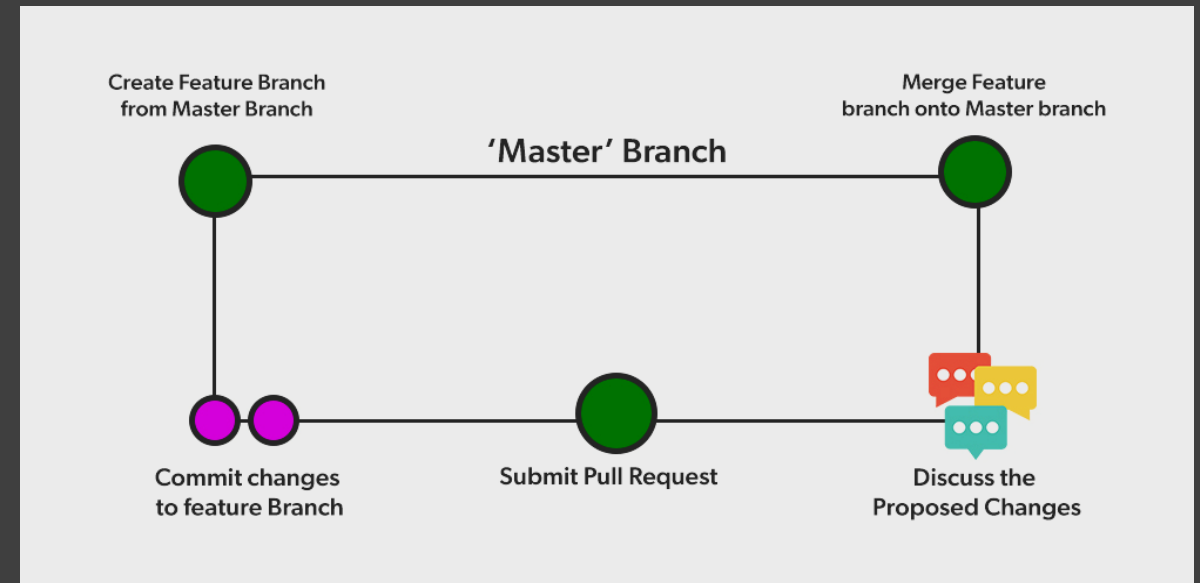 Create Feature Branch
from Master Branch
Merge Feature
branch onto Master branch
‘Master’ Branch
Commit changes
to feature Branch
Submit Pull Request
Discuss the
Proposed Changes